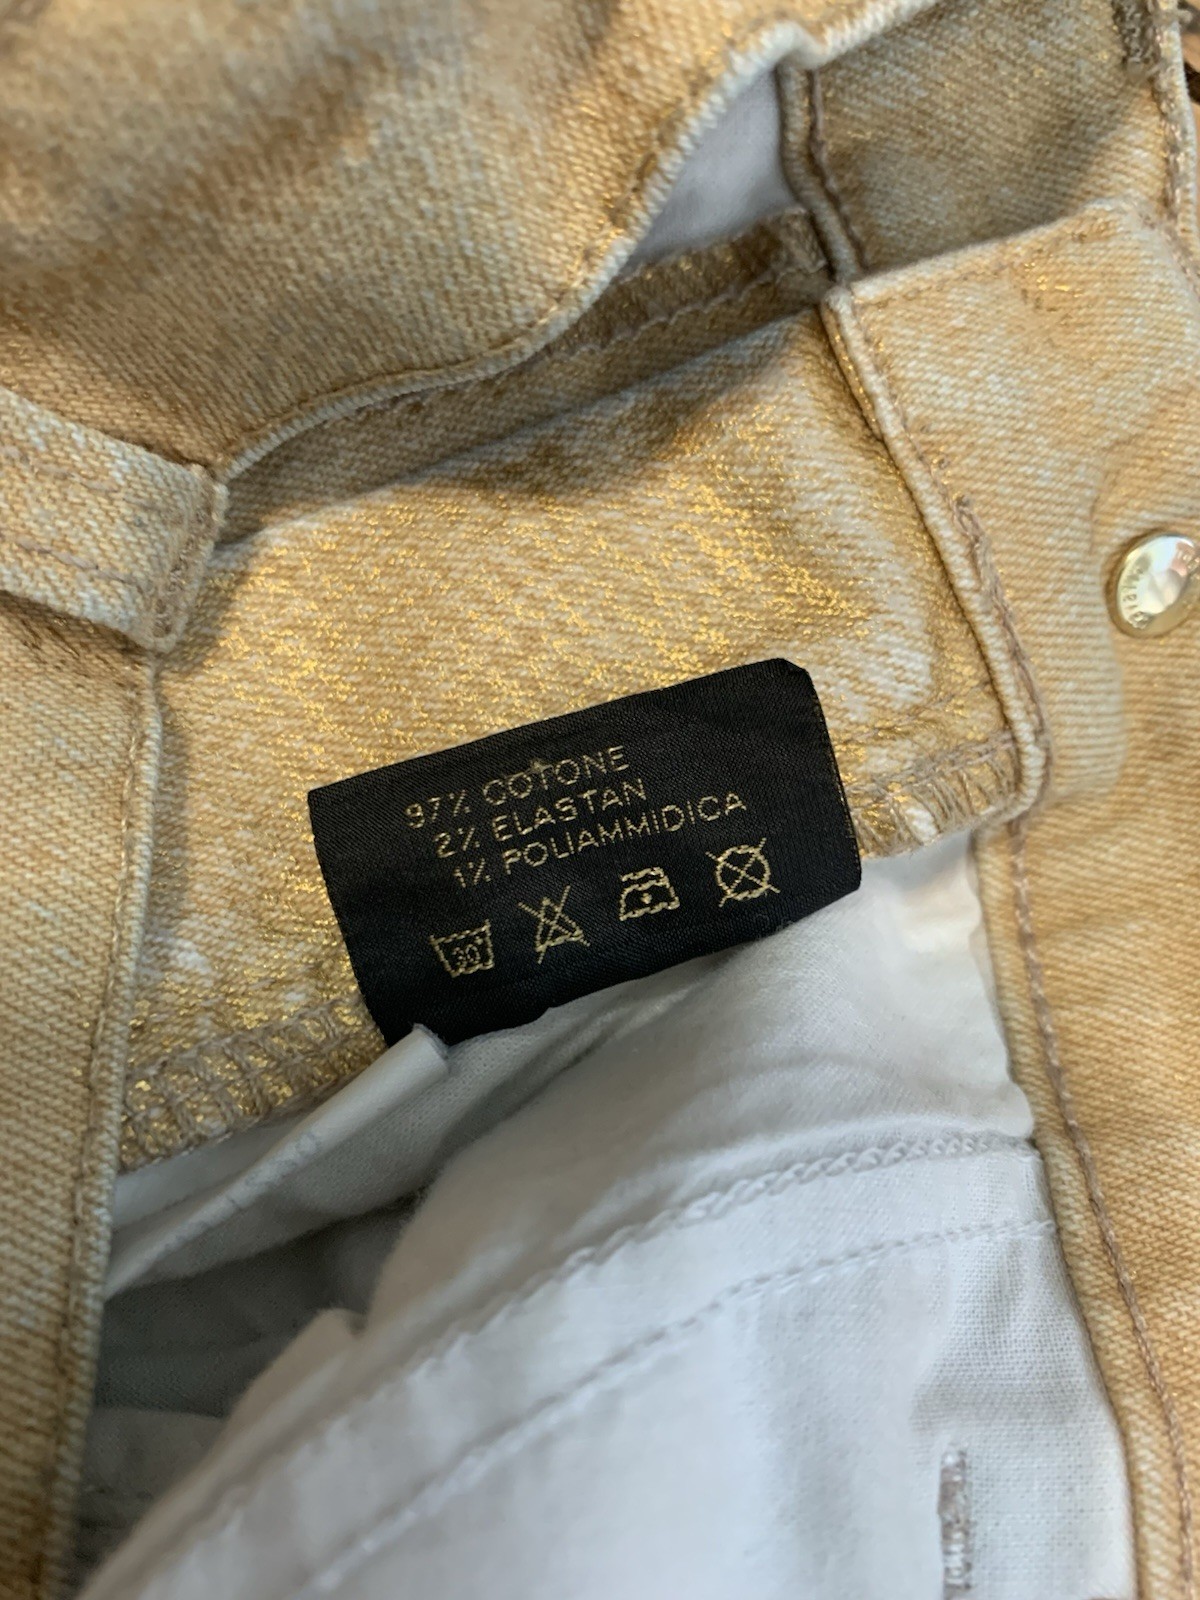 97% COTONE
2% ELASTAN
1% POLIAMMIDICA
30°